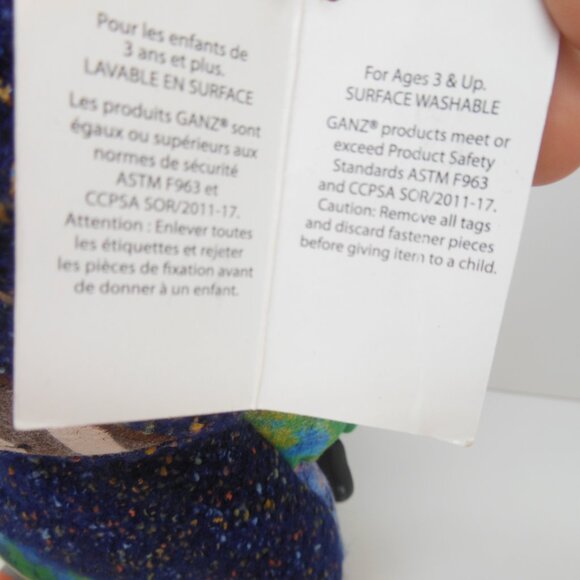 Pour les enfants de
3 ans et plus.
LAVABLE EN SURFACE
Les produits GANZ® sont
égaux ou supérieurs aux
normes de sécurité
ASTM F963 et
CCPSA SOR/2011-17.
Attention : Enlever toutes
les étiquettes et rejeter
les pièces de fixation avant
de donner à un enfant.
For Ages 3 & Up.
SURFACE WASHABLE
GANZ® products meet or
exceed Product Safety
Standards ASTM F963
and CCPSA SOR/2011-17.
Caution: Remove all tags
and discard fastener pieces
before giving item to a child.